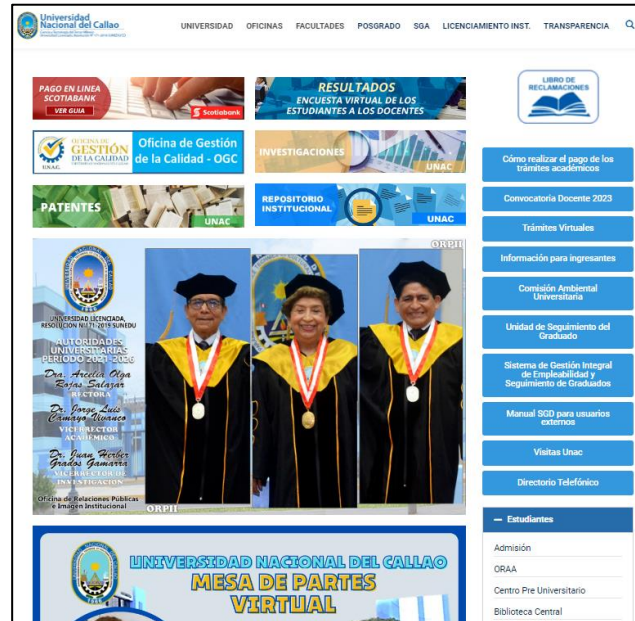 Universidad
Nacional del Callao
UNIVERSIDAD OFICINAS FACULTADES POSGRADO SGA LICENCIAMIENTO INST. TRANSPARENCIA
PAGO EN LINEA
SCOTIABANK
VER GUIA
Scotiabank
RESULTADOS
ENCUESTA VIRTUAL DE LOS
ESTUDIANTES A LOS DOCENTES
OFICINA DE
GESTIÓN
DE LA CALIDAD
U.N.A.C.
Oficina de Gestión
de la Calidad - OGC
INVESTIGACIONES
UNAC
PATENTES
UNAC
REPOSITORIO
INSTITUCIONAL
UNAC
ORPII
UNIVERSIDAD LICENCIADA,
RESOLUCION N°171-2019 SUNEDU
AUTORIDADES
UNIVERSITARIAS
PERIODO 2021-2026
Dra. Arcelia Olga
Rojas Salazar
RECTORA
Dr. Jorge Luis
Camayo Vivanco
VICERRECTOR
ACADÉMICO
Dr. Juan Herber
Grados Gamarra
VICERRECTOR DE
INVESTIGACIÓN
Oficina de Relaciones Públicas
e Imagen Institucional
ORPII
UNIVERSIDAD NACIONAL DEL CALLAO
MESA DE PARTES
VIRTUAL
LIBRO DE
RECLAMACIONES
Cómo realizar el pago de los
trámites académicos
Convocatoria Docente 2023
Trámites Virtuales
Información para ingresantes
Comisión Ambiental
Universitaria
Unidad de Seguimiento del
Graduado
Sistema de Gestión Integral
de Empleabilidad y
Seguimiento de Graduados
Manual SGD para usuarios
externos
Visitas Unac
Directorio Telefónico
— Estudiantes
Admisión
ORAA
Centro Pre Universitario
Biblioteca Central